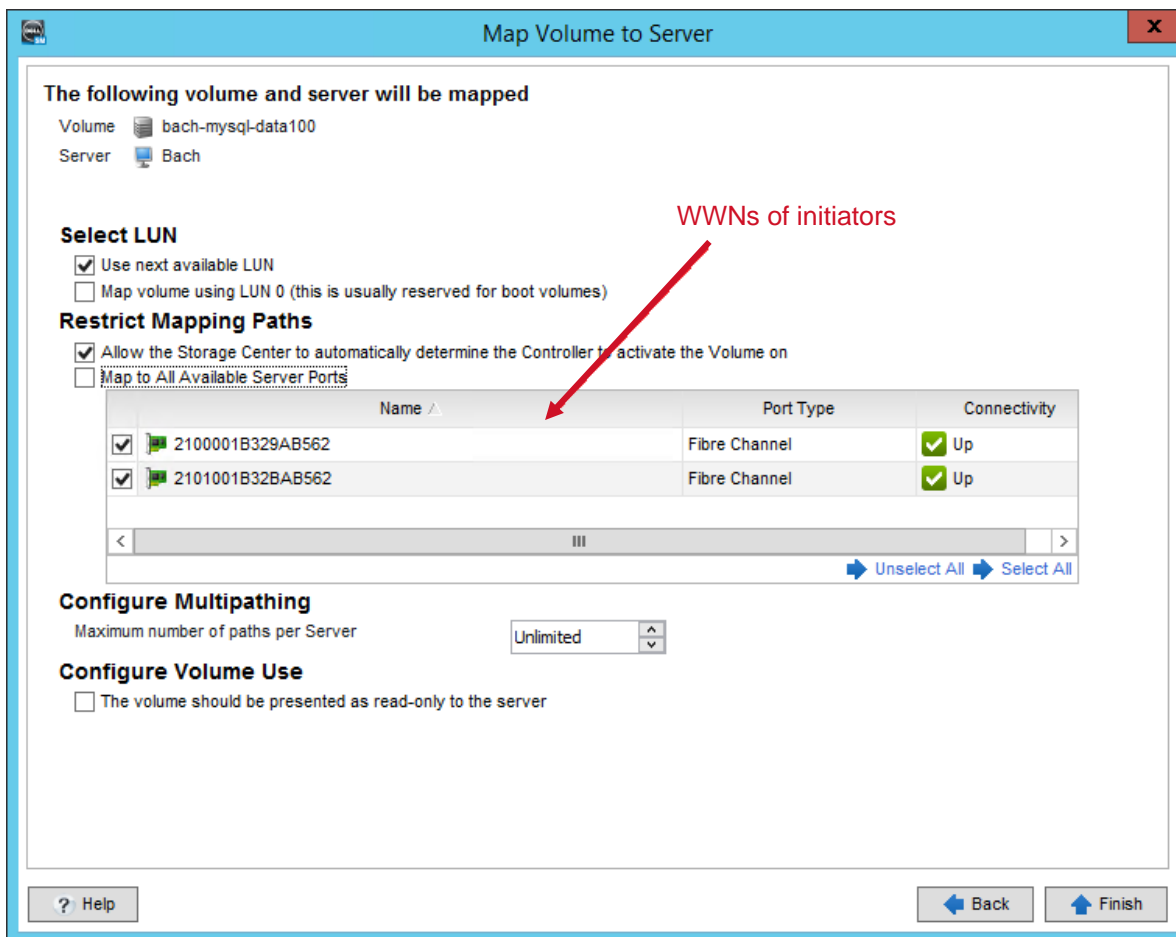 Map Volume to Server
x
The following volume and server will be mapped
Volume bach-mysql-data100
Server Bach
WWNs of initiators
Select LUN
Use next available LUN
Map volume using LUN 0 (this is usually reserved for boot volumes)
Restrict Mapping Paths
Allow the Storage Center to automatically determine the Controller to activate the Volume on
Map to All Available Server Ports
Name Port Type Connectivity
2100001B329AB562 Fibre Channel Up
2101001B32BAB562 Fibre Channel Up
Unselect All Select All
Configure Multipathing
Maximum number of paths per Server Unlimited
Configure Volume Use
The volume should be presented as read-only to the server
? Help Back Finish